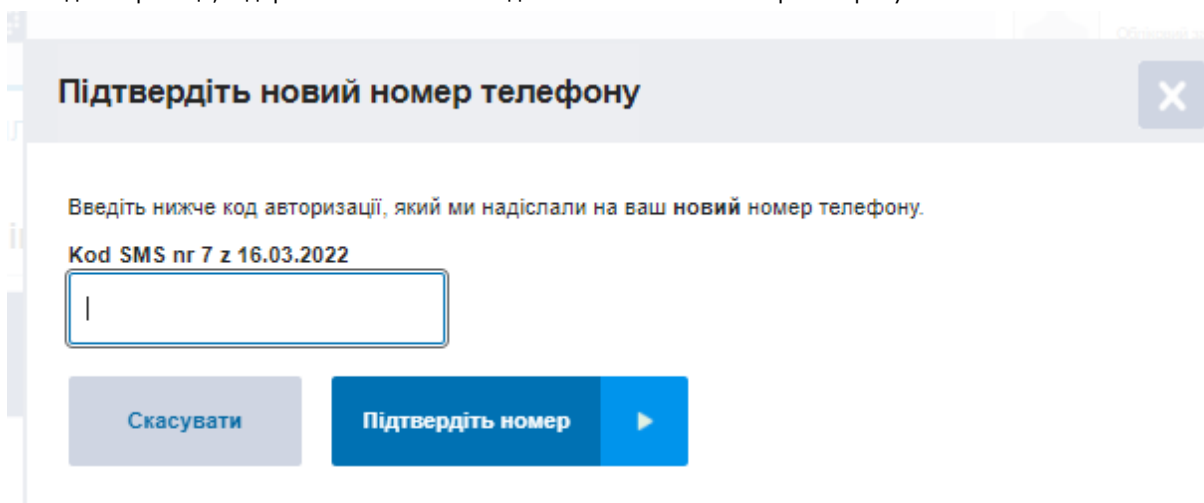 Підтвердіть новий номер телефону
Введіть нижче код авторизації, який ми надіслали на ваш новий номер телефону.
Kod SMS nr 7 z 16.03.2022
Скасувати
Підтвердіть номер